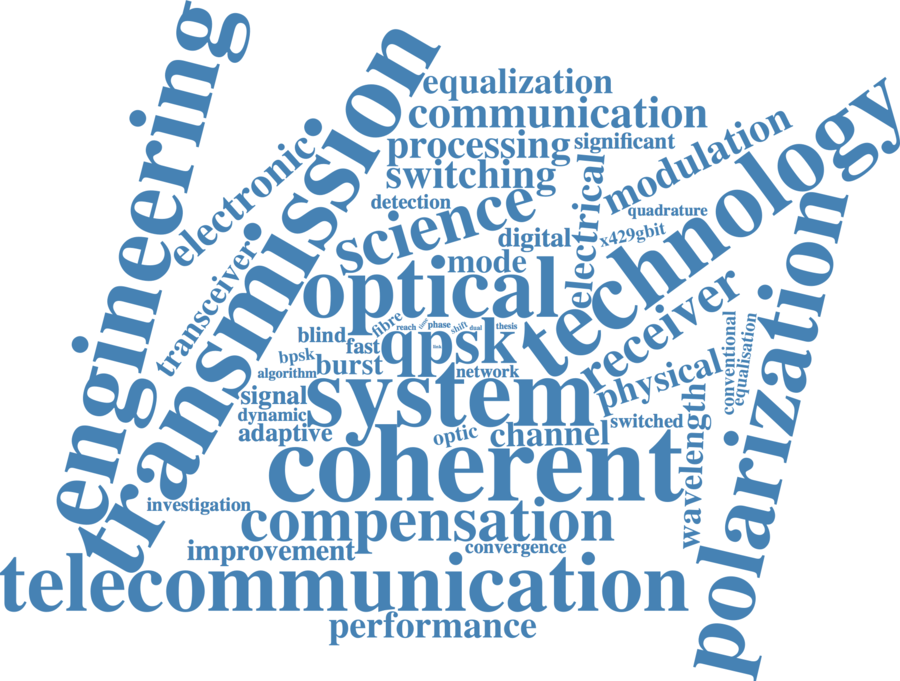 engineering
transmission
equalization
communication
processing
significant
switching
electronic
modulation
technology
detection
electrical
quadrature
science
digital
x429gbit
transceiver
mode
optical
polarization
receiver
fibre
reach
phase
shift
dual
thesis
blind
qpsk
fast
bpsk
burst
algorithm
network
physical
conventional
equalisation
signal
system
dynamic
adaptive
optic
channel
switched
wavelength
coherent
investigation
compensation
improvement
convergence
telecommunication
performance